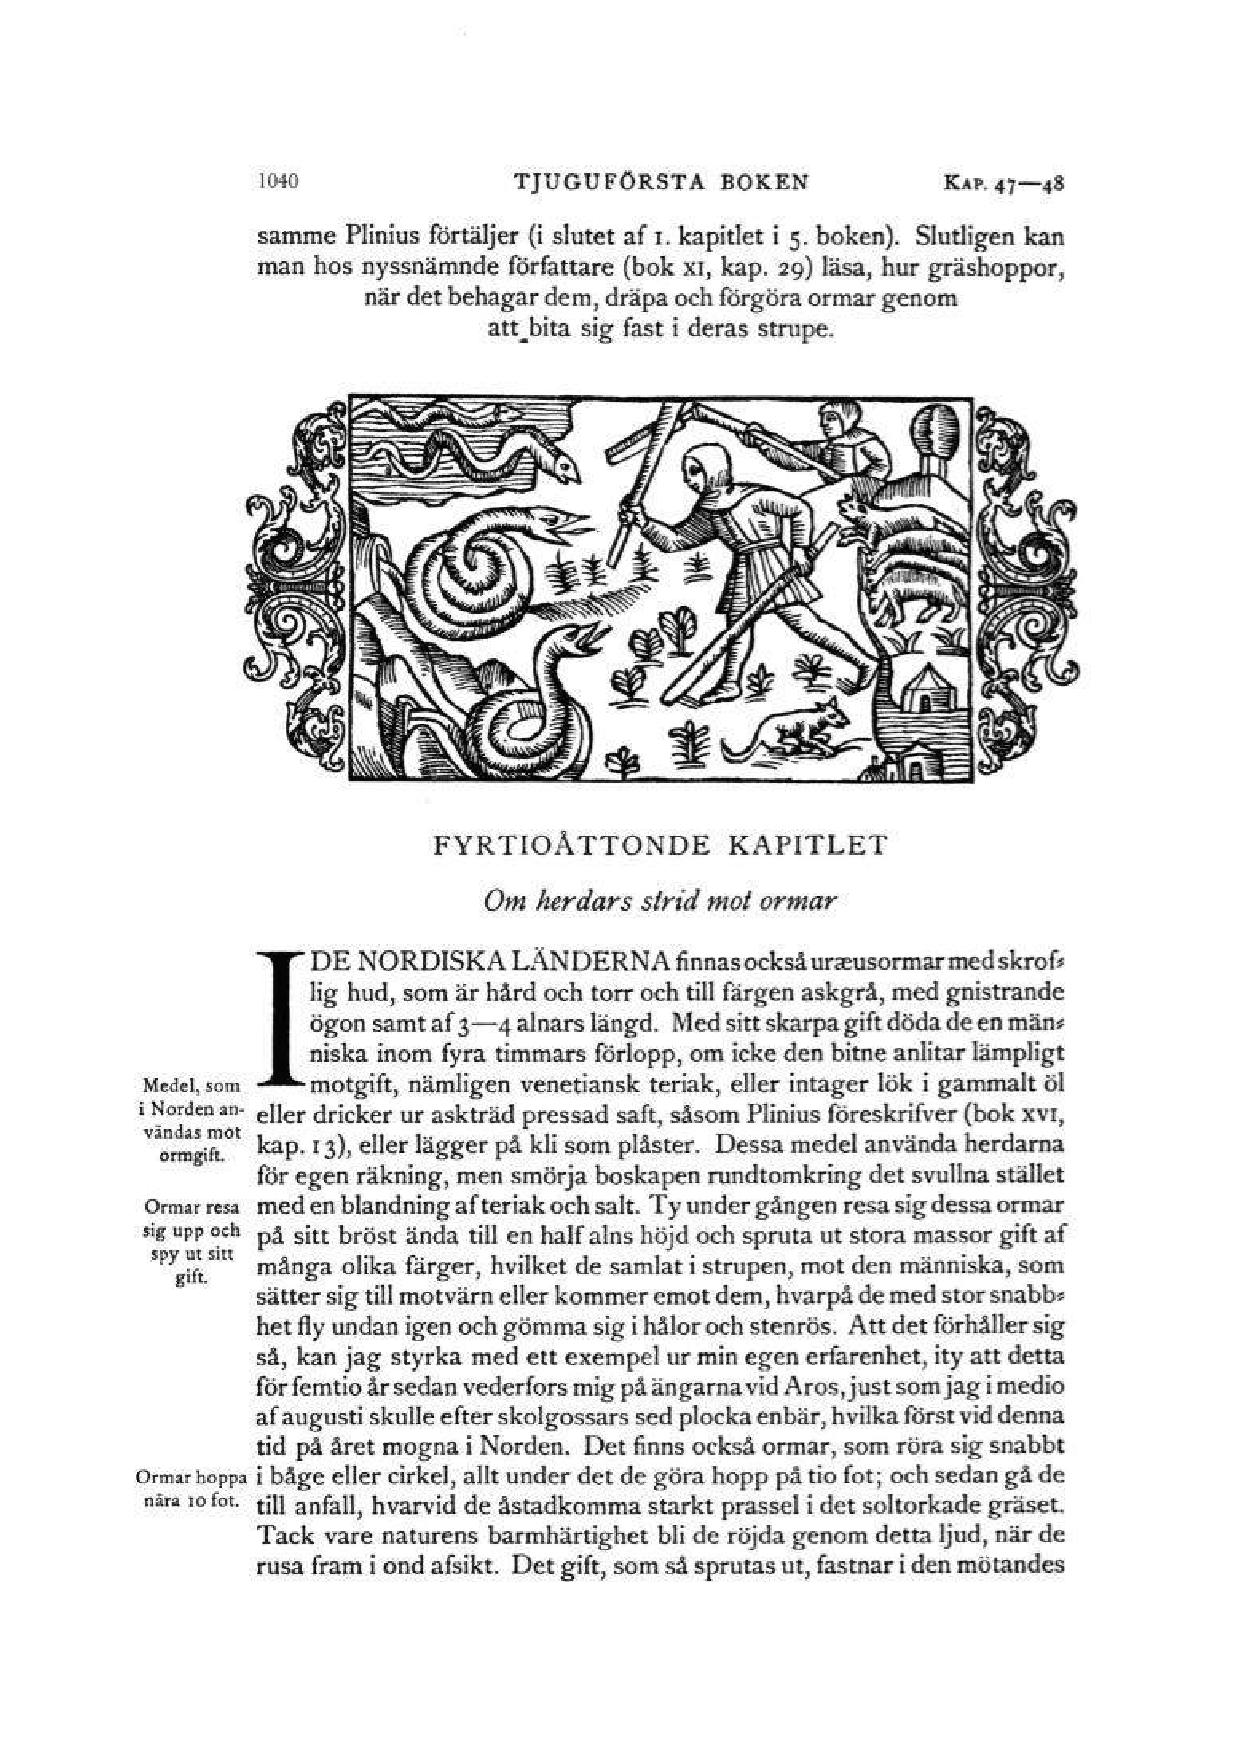 1040 TJUGUFÖRSTA BOKEN KAP. 47—48
samme Plinius förtäljer (i slutet af 1. kapitlet i 5. boken). Slutligen kan
man hos nyssnämnde författare (bok XI, kap. 29) läsa, hur gräshoppor,
när det behagar dem, dräpa och förgöra ormar genom
att bita sig fast i deras strupe.
FYRTIOÅTTONDE KAPITLET
Om herdars strid mot ormar
I DE NORDISKA LÄNDERNA finnas också uræusormar med skrof-
lig hud, som är hård och torr och till färgen askgrå, med gnistrande
ögon samt af 3—4 alnars längd. Med sitt skarpa gift döda de en män-
niska inom fyra timmars förlopp, om icke den bitne anlitar lämpligt
motgift, nämligen venetiansk teriak, eller intager lök i gammalt öl
eller dricker ur askträd pressad saft, såsom Plinius föreskrifver (bok XVI,
kap. 13), eller lägger på kli som plåster. Dessa medel använda herdarna
för egen räkning, men smörja boskapen rundtomkring det svullna stället
med en blandning af teriak och salt. Ty under gången resa sig dessa ormar
på sitt bröst ända till en half alns höjd och spruta ut stora massor gift af
många olika färger, hvilket de samlat i strupen, mot den människa, som
sätter sig till motvärn eller kommer emot dem, hvarpå de med stor snabb-
het fly undan igen och gömma sig i hålor och stenrös. Att det förhåller sig
så, kan jag styrka med ett exempel ur min egen erfarenhet, ity att detta
för femtio år sedan vederfors mig på ängarna vid Aros, just som jag i medio
af augusti skulle efter skolgossars sed plocka enbär, hvilka först vid denna
tid på året mogna i Norden. Det finns också ormar, som röra sig snabbt
i båge eller cirkel, allt under det de göra hopp på tio fot; och sedan gå de
till anfall, hvarvid de åstadkomma starkt prassel i det soltorkade gräset.
Tack vare naturens barmhärtighet bli de röjda genom detta ljud, när de
rusa fram i ond afsikt. Det gift, som så sprutas ut, fastnar i den mötandes
Medel, som
i Norden an-
vändas mot
ormgift.
Ormar resa
sig upp och
spy ut sitt
gift.
Ormar hoppa
nära 10 fot.